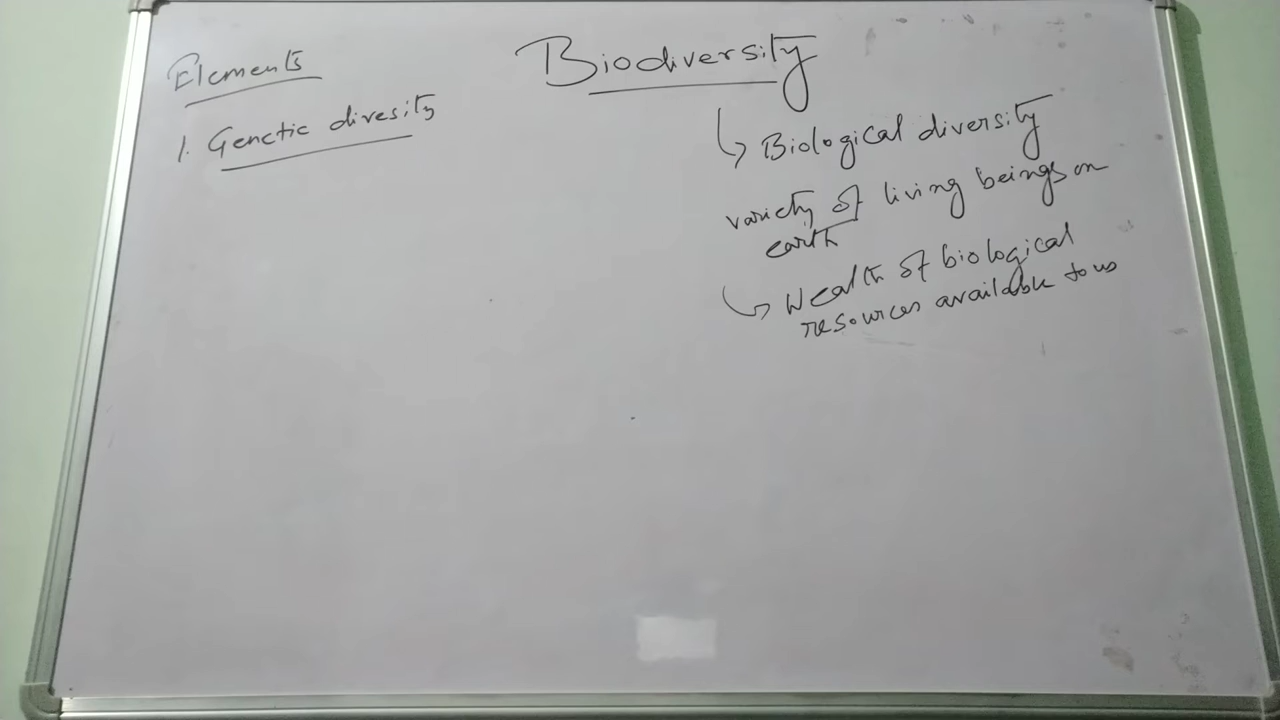 Biodiversity
Elements
1. Genetic divesity
↳ Biological diversity
variety of living beings on
earth
↳ Wealth of biological
resources available to us